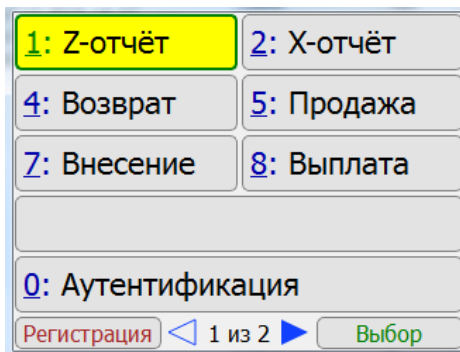 1: Z-отчёт 2: X-отчёт
4: Возврат 5: Продажа
7: Внесение 8: Выплата
0: Аутентификация
Регистрация 1 из 2 Выбор